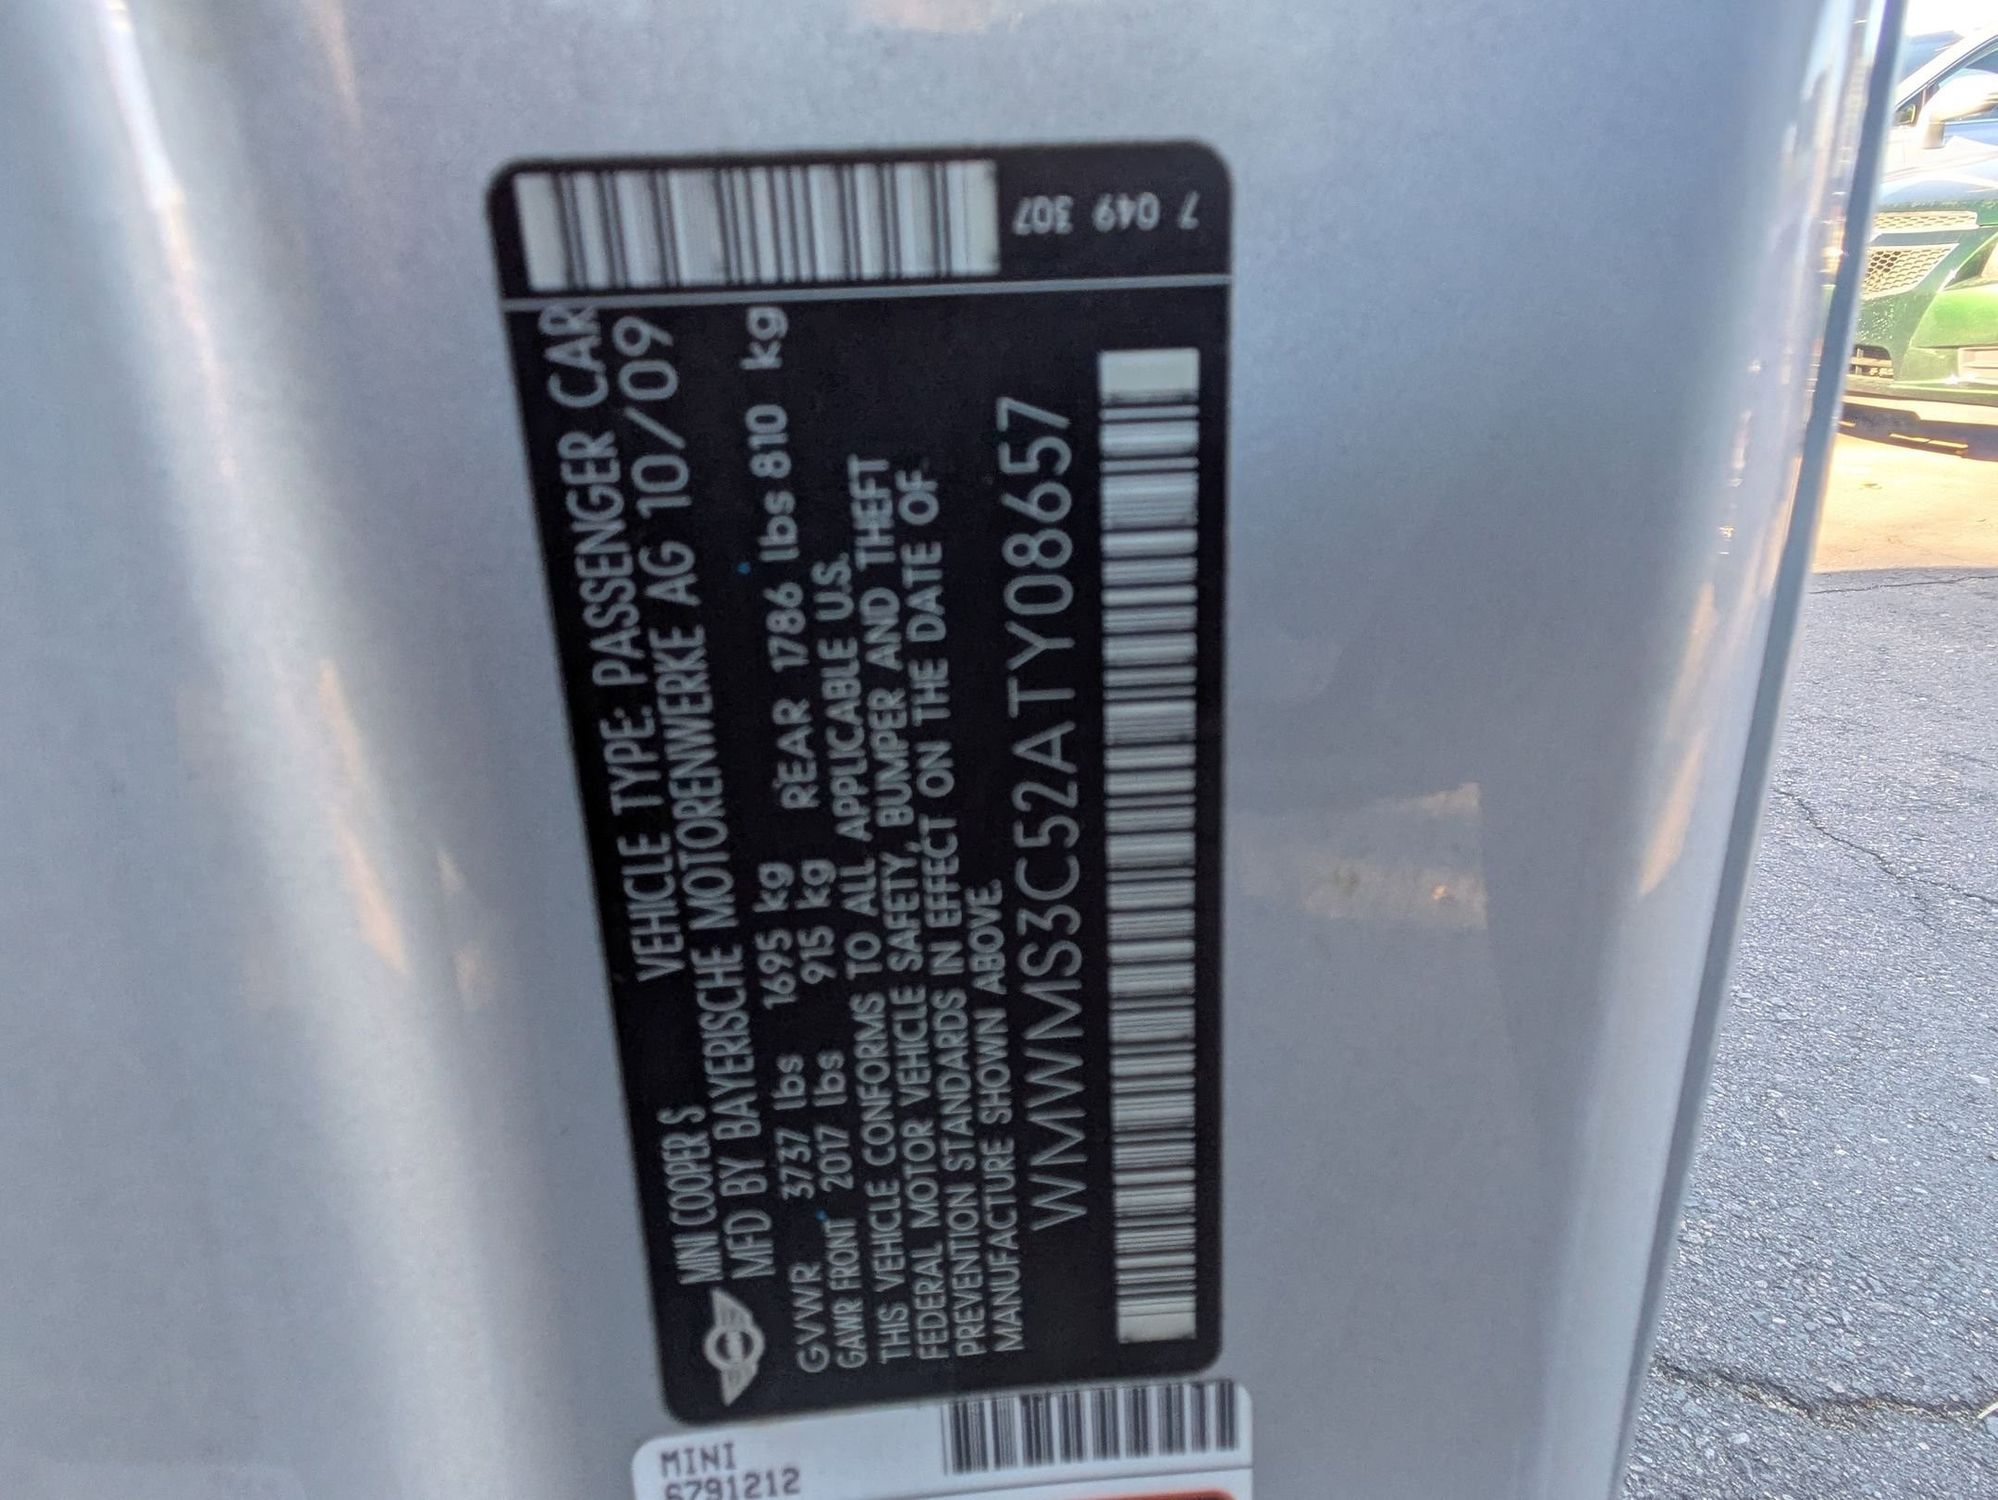 MINI COOPER S VEHICLE TYPE: PASSENGER CAR
MFD BY BAYERISCHE MOTORENWERKE AG 10/09
GVWR 3737 lbs 1695 kg
GAWR FRONT 2017 lbs 915 kg REAR 1786 lbs 810 kg
THIS VEHICLE CONFORMS TO ALL APPLICABLE U.S.
FEDERAL MOTOR VEHICLE SAFETY, BUMPER AND THEFT
PREVENTION STANDARDS IN EFFECT ON THE DATE OF
MANUFACTURE SHOWN ABOVE.
WMWMS3C52ATY08657
7 049 307
MINI
6791212